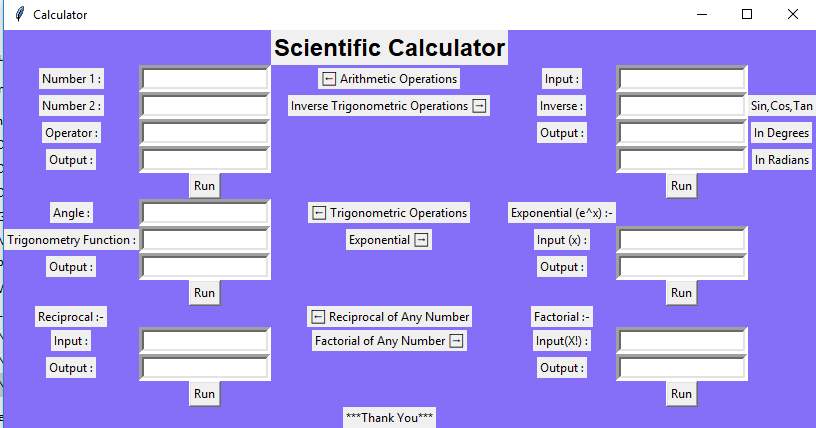 Calculator
Scientific Calculator
Number 1 : ← Arithmetic Operations Input :
Number 2 : Inverse Trigonometric Operations → Inverse : Sin,Cos,Tan
Operator : Output : In Degrees
Output : In Radians
Run Run
Angle : ← Trigonometric Operations Exponential (e^x) :-
Trigonometry Function : Exponential → Input (x) :
Output : Output :
Run Run
Reciprocal :- ← Reciprocal of Any Number Factorial :-
Input : Factorial of Any Number → Input(X!) :
Output : Output :
Run Run
***Thank You***